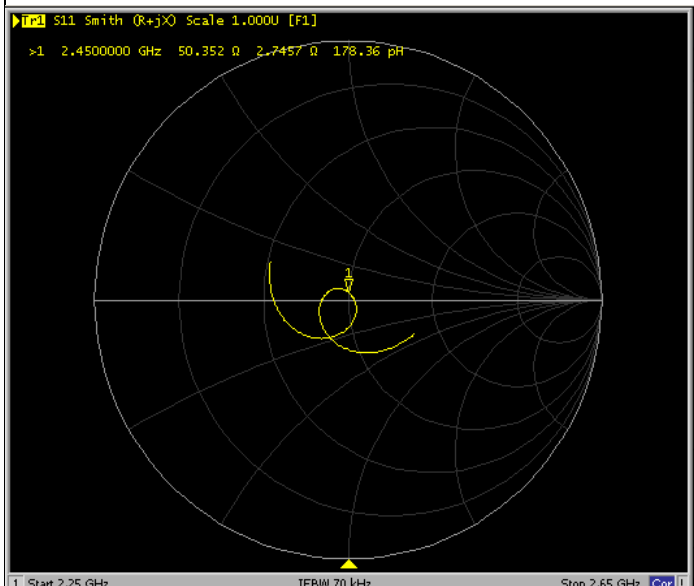 Tr1 S11 Smith (R+jX) Scale 1.000U [F1]
>1 2.4500000 GHz 50.352 Ω 2.7457 Ω 178.36 pH
1
1 Start 2.25 GHz IFBW 70 kHz Stop 2.65 GHz Cor !